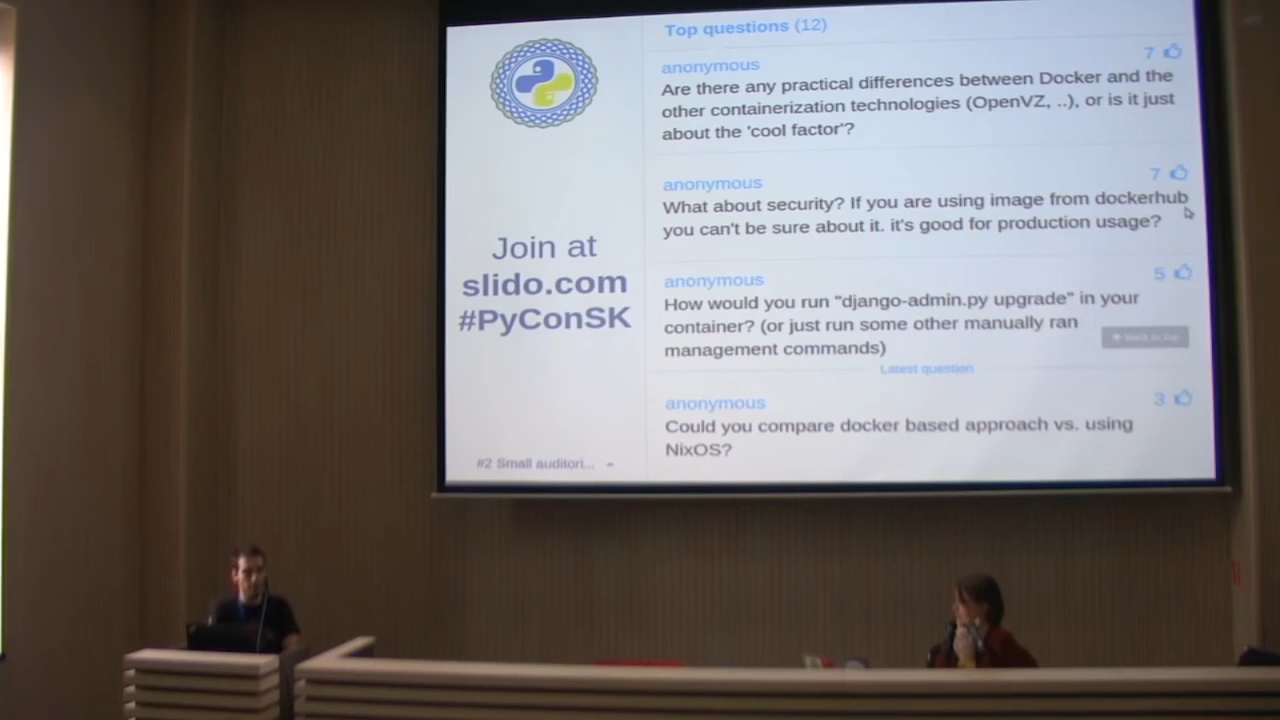 Top questions (12)
anonymous
7
Are there any practical differences between Docker and the
other containerization technologies (OpenVZ, ..), or is it just
about the 'cool factor'?
anonymous
7
What about security? If you are using image from dockerhub
you can't be sure about it. it's good for production usage?
anonymous
5
How would you run "django-admin.py upgrade" in your
container? (or just run some other manually ran
management commands)
Back to top
Latest question
anonymous
3
Could you compare docker based approach vs. using
NixOS?
Join at
slido.com
#PyConSK
#2 Small auditori...